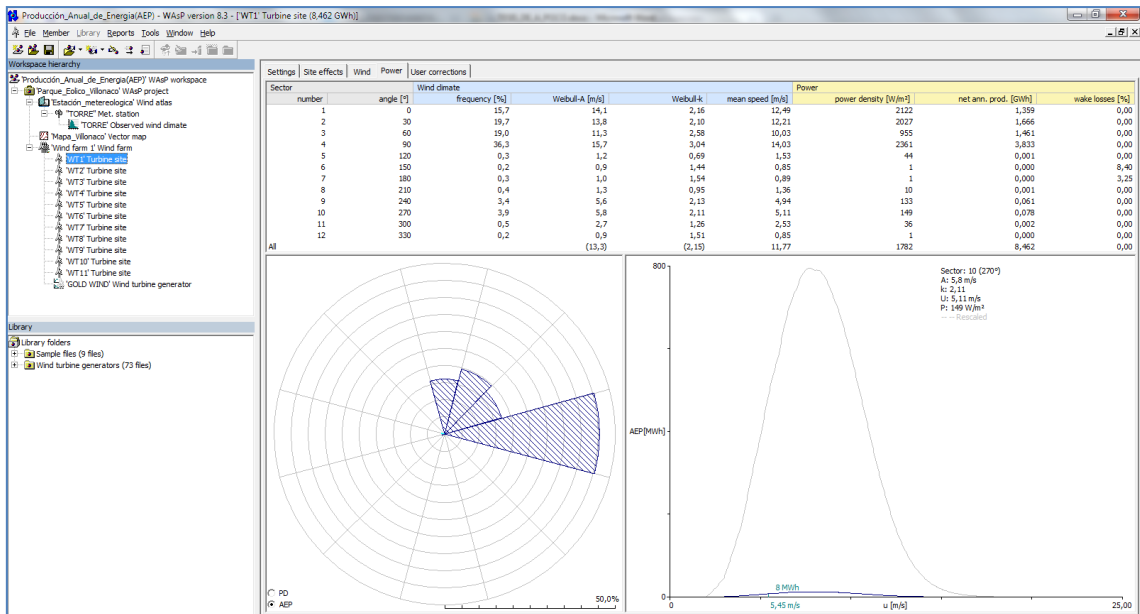 Producción_Anual_de_Energia(AEP) - WAsP version 8.3 - ['WT1' Turbine site (8,462 GWh)]
File Member Library Reports Tools Window Help
Workspace hierarchy
'Producción_Anual_de_Energia(AEP)' WAsP workspace
'Parque_Eolico_Villonaco' WAsP project
'Estación_metereologica' Wind atlas
'TORRE' Met. station
'TORRE' Observed wind climate
'Mapa_Villonaco' Vector map
'Wind farm 1' Wind farm
'WT1' Turbine site
'WT2' Turbine site
'WT3' Turbine site
'WT4' Turbine site
'WT5' Turbine site
'WT6' Turbine site
'WT7' Turbine site
'WT8' Turbine site
'WT9' Turbine site
'WT10' Turbine site
'WT11' Turbine site
'GOLD WIND' Wind turbine generator
Library
Library folders
Sample files (9 files)
Wind turbine generators (73 files)
Settings Site effects Wind Power User corrections
Sector Wind climate Power
number angle [°] frequency [%] Weibull-A [m/s] Weibull-k mean speed [m/s] power density [W/m²] net ann. prod. [GWh] wake losses [%]
1 0 15,7 14,1 2,16 12,49 2122 1,359 0,00
2 30 19,7 13,8 2,10 12,21 2027 1,666 0,00
3 60 19,0 11,3 2,58 10,03 955 1,461 0,00
4 90 36,3 15,7 3,04 14,03 2361 3,833 0,00
5 120 0,3 1,2 0,69 1,53 44 0,001 0,00
6 150 0,2 0,9 1,44 0,85 1 0,000 8,40
7 180 0,3 1,0 1,54 0,89 1 0,000 3,25
8 210 0,4 1,3 0,95 1,36 10 0,001 0,00
9 240 3,4 5,6 2,13 4,94 133 0,061 0,00
10 270 3,9 5,8 2,11 5,11 149 0,078 0,00
11 300 0,5 2,7 1,26 2,53 36 0,002 0,00
12 330 0,2 0,9 1,51 0,85 1 0,000 0,00
All (13,3) (2,15) 11,77 1782 8,462 0,00
PD
AEP
50,0%
800
Sector: 10 (270°)
A: 5,8 m/s
k: 2,11
U: 5,11 m/s
P: 149 W/m²
---- Rescaled
AEP[MWh]
8 MWh
0
0 5,45 m/s u [m/s] 25,00